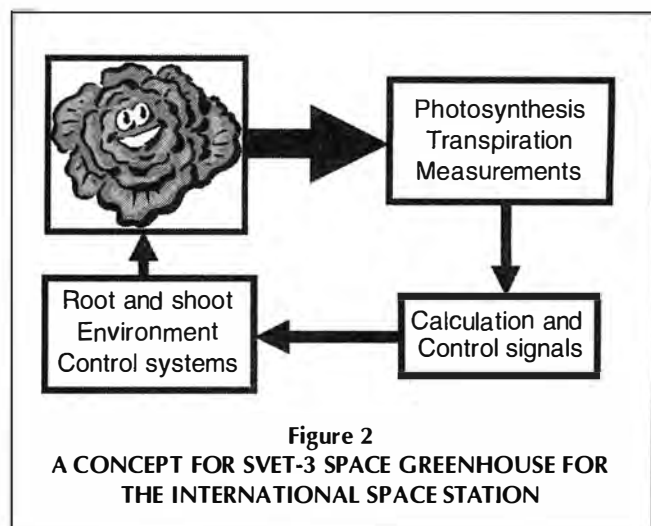 Photosynthesis
Transpiration
Measurements
Root and shoot
Environment
Control systems
Calculation and
Control signals
Figure 2
A CONCEPT FOR SVET-3 SPACE GREENHOUSE FOR
THE INTERNATIONAL SPACE STATION